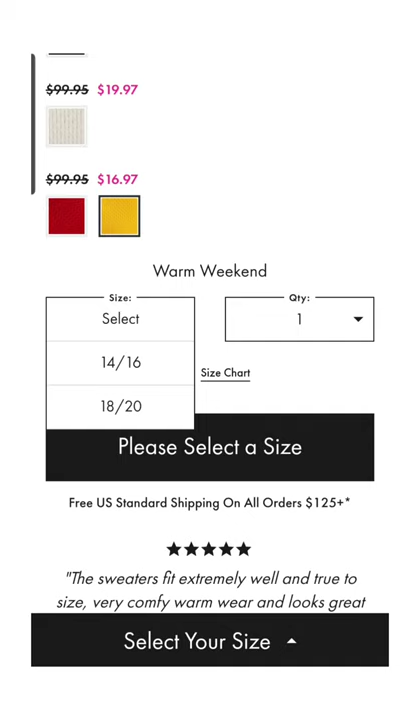 $99.95 $19.97
$99.95 $16.97
Warm Weekend
Size:
Select
14/16
18/20
Qty:
1
Size Chart
Please Select a Size
Free US Standard Shipping On All Orders $125+*
"The sweaters fit extremely well and true to
size, very comfy warm wear and looks great
Select Your Size